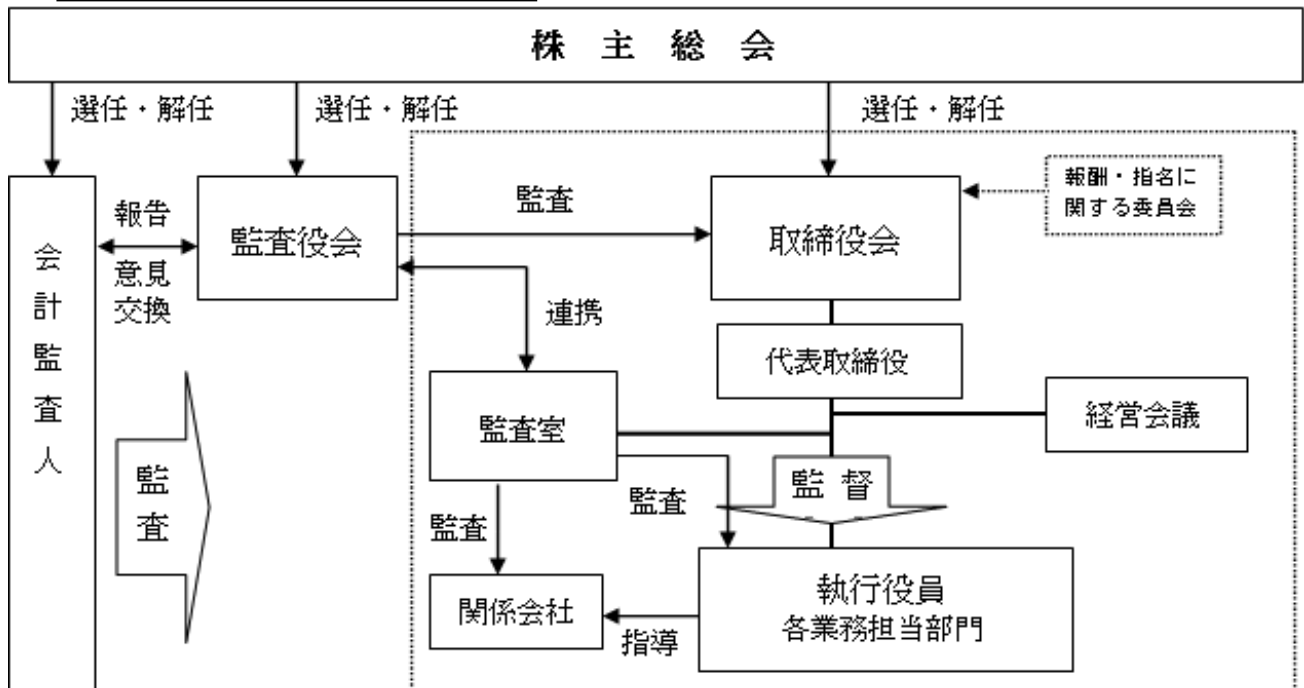 株 主 総 会
選任・解任
選任・解任
選任・解任
報酬・指名に
関する委員会
監査
報告
監査役会
取締役会
意見
交換
会計監査人
連携
代表取締役
経営会議
監査室
監査
監督
監査
監査
執行役員
各業務担当部門
関係会社
指導